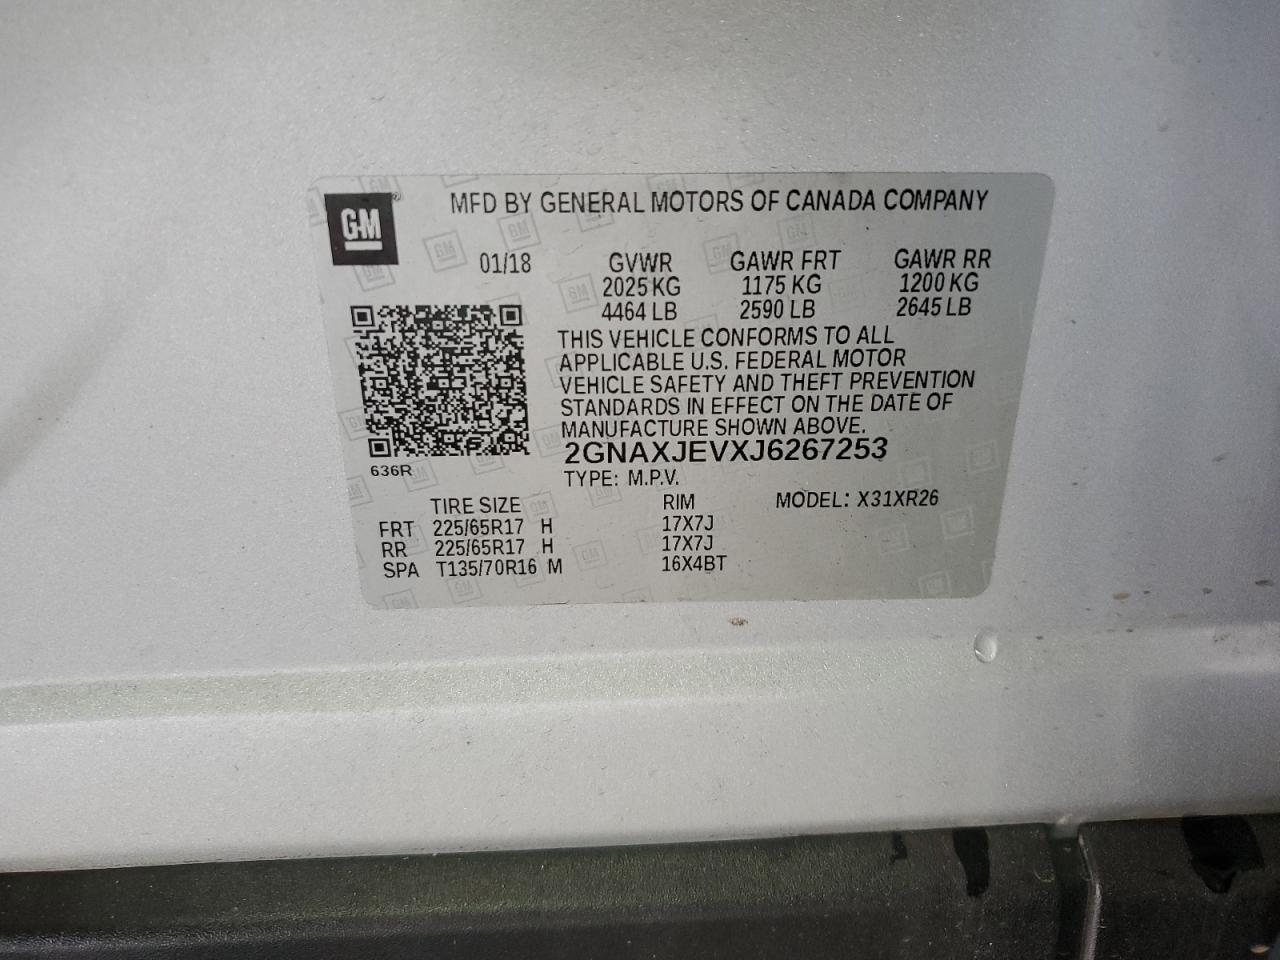 GM ®
MFD BY GENERAL MOTORS OF CANADA COMPANY
01/18 GVWR GAWR FRT GAWR RR
2025 KG 1175 KG 1200 KG
4464 LB 2590 LB 2645 LB
THIS VEHICLE CONFORMS TO ALL
APPLICABLE U.S. FEDERAL MOTOR
VEHICLE SAFETY AND THEFT PREVENTION
STANDARDS IN EFFECT ON THE DATE OF
MANUFACTURE SHOWN ABOVE.
2GNAXJEVXJ6267253
636R
TYPE: M.P.V.
TIRE SIZE RIM MODEL: X31XR26
FRT 225/65R17 H 17X7J
RR 225/65R17 H 17X7J
SPA T135/70R16 M 16X4BT